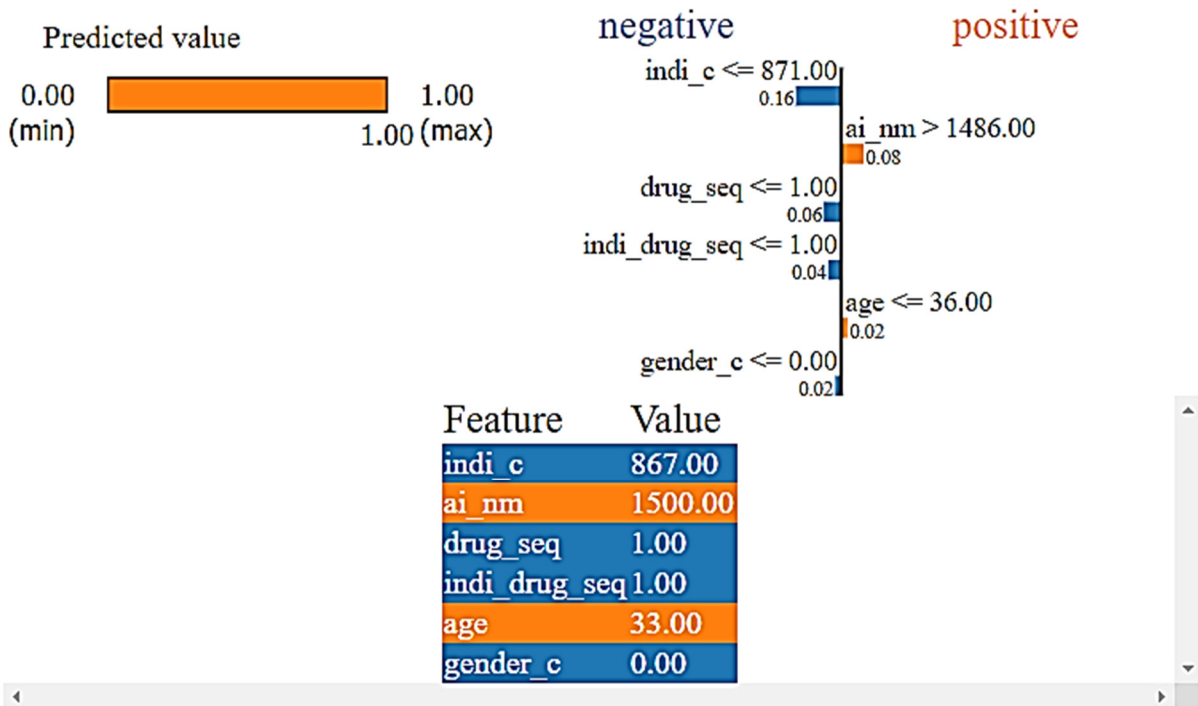 Predicted value
0.00
(min)
1.00
1.00 (max)
negative
positive
indi_c <= 871.00
0.16
ai_nm > 1486.00
0.08
drug_seq <= 1.00
0.06
indi_drug_seq <= 1.00
0.04
age <= 36.00
0.02
gender_c <= 0.00
0.02
Feature Value
indi_c 867.00
ai_nm 1500.00
drug_seq 1.00
indi_drug_seq 1.00
age 33.00
gender_c 0.00